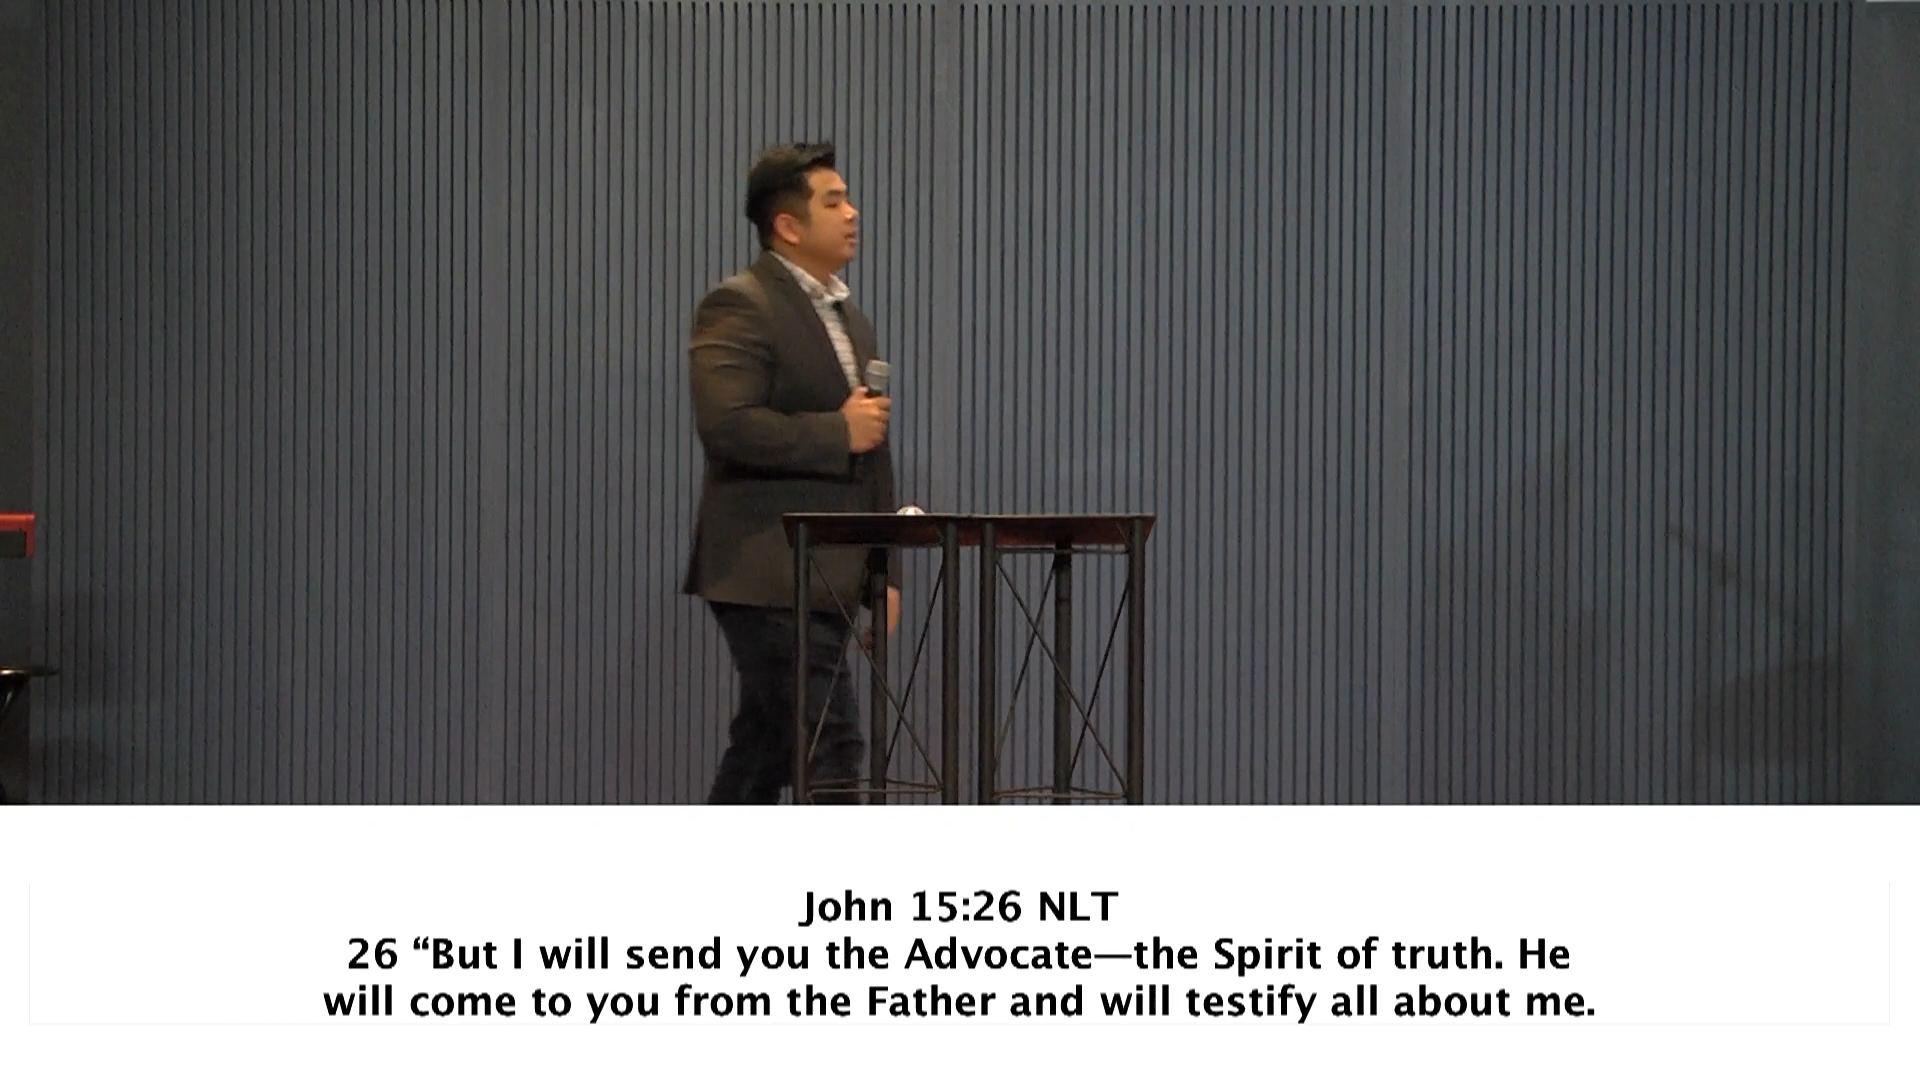 John 15:26 NLT
26 “But I will send you the Advocate—the Spirit of truth. He
will come to you from the Father and will testify all about me.